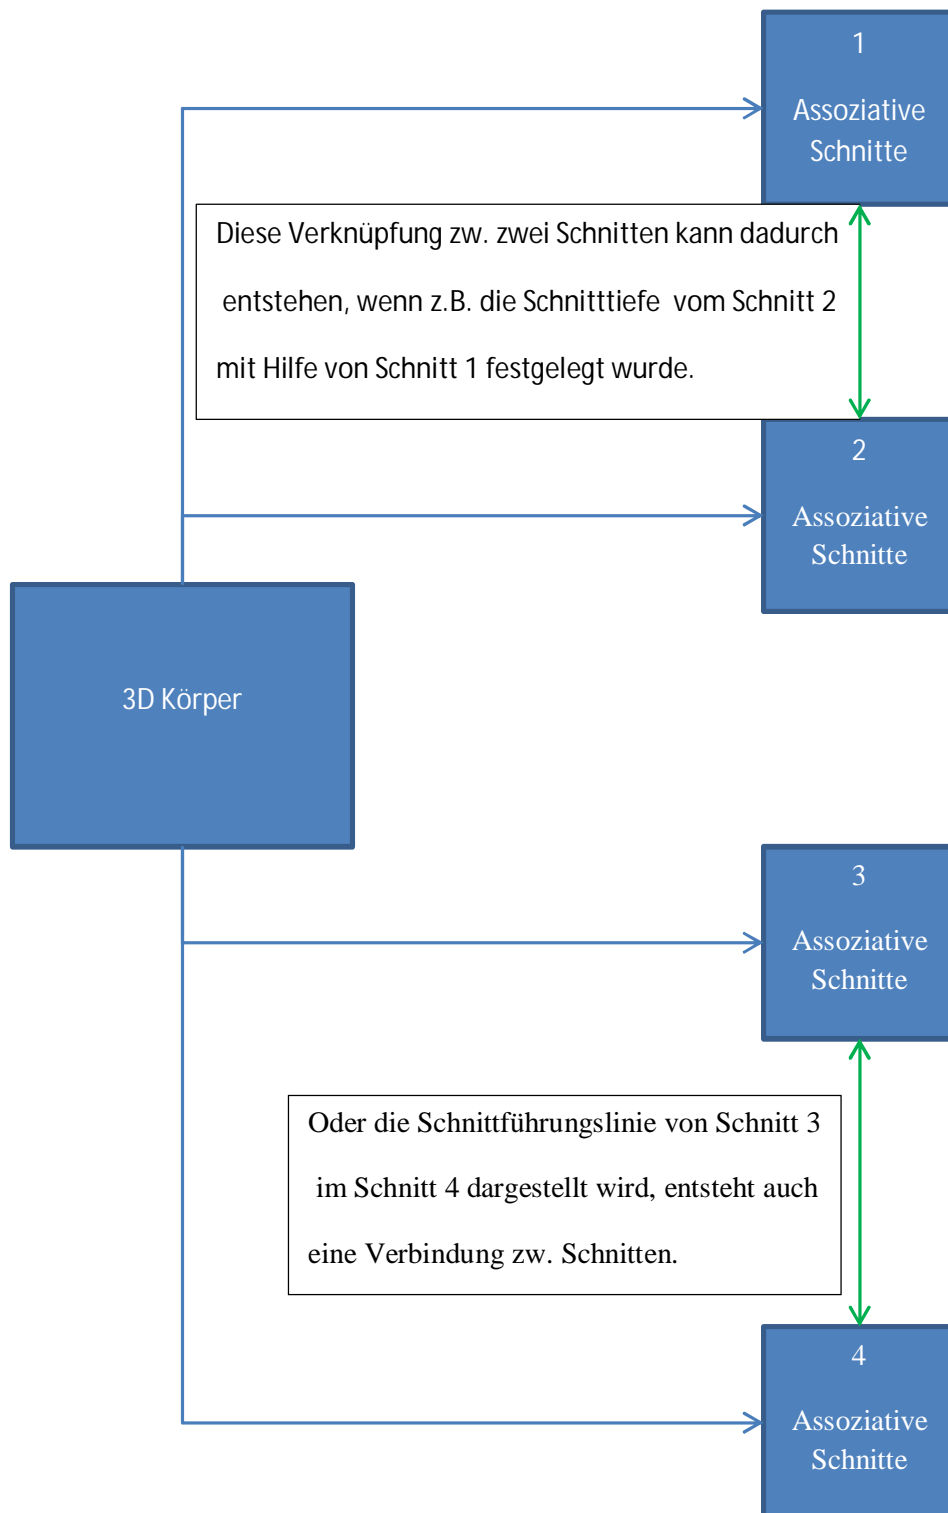 1
Assoziative
Schnitte
Diese Verknüpfung zw. zwei Schnitten kann dadurch
entstehen, wenn z.B. die Schnitttiefe vom Schnitt 2
mit Hilfe von Schnitt 1 festgelegt wurde.
2
Assoziative
Schnitte
3D Körper
3
Assoziative
Schnitte
Oder die Schnittführungslinie von Schnitt 3
im Schnitt 4 dargestellt wird, entsteht auch
eine Verbindung zw. Schnitten.
4
Assoziative
Schnitte